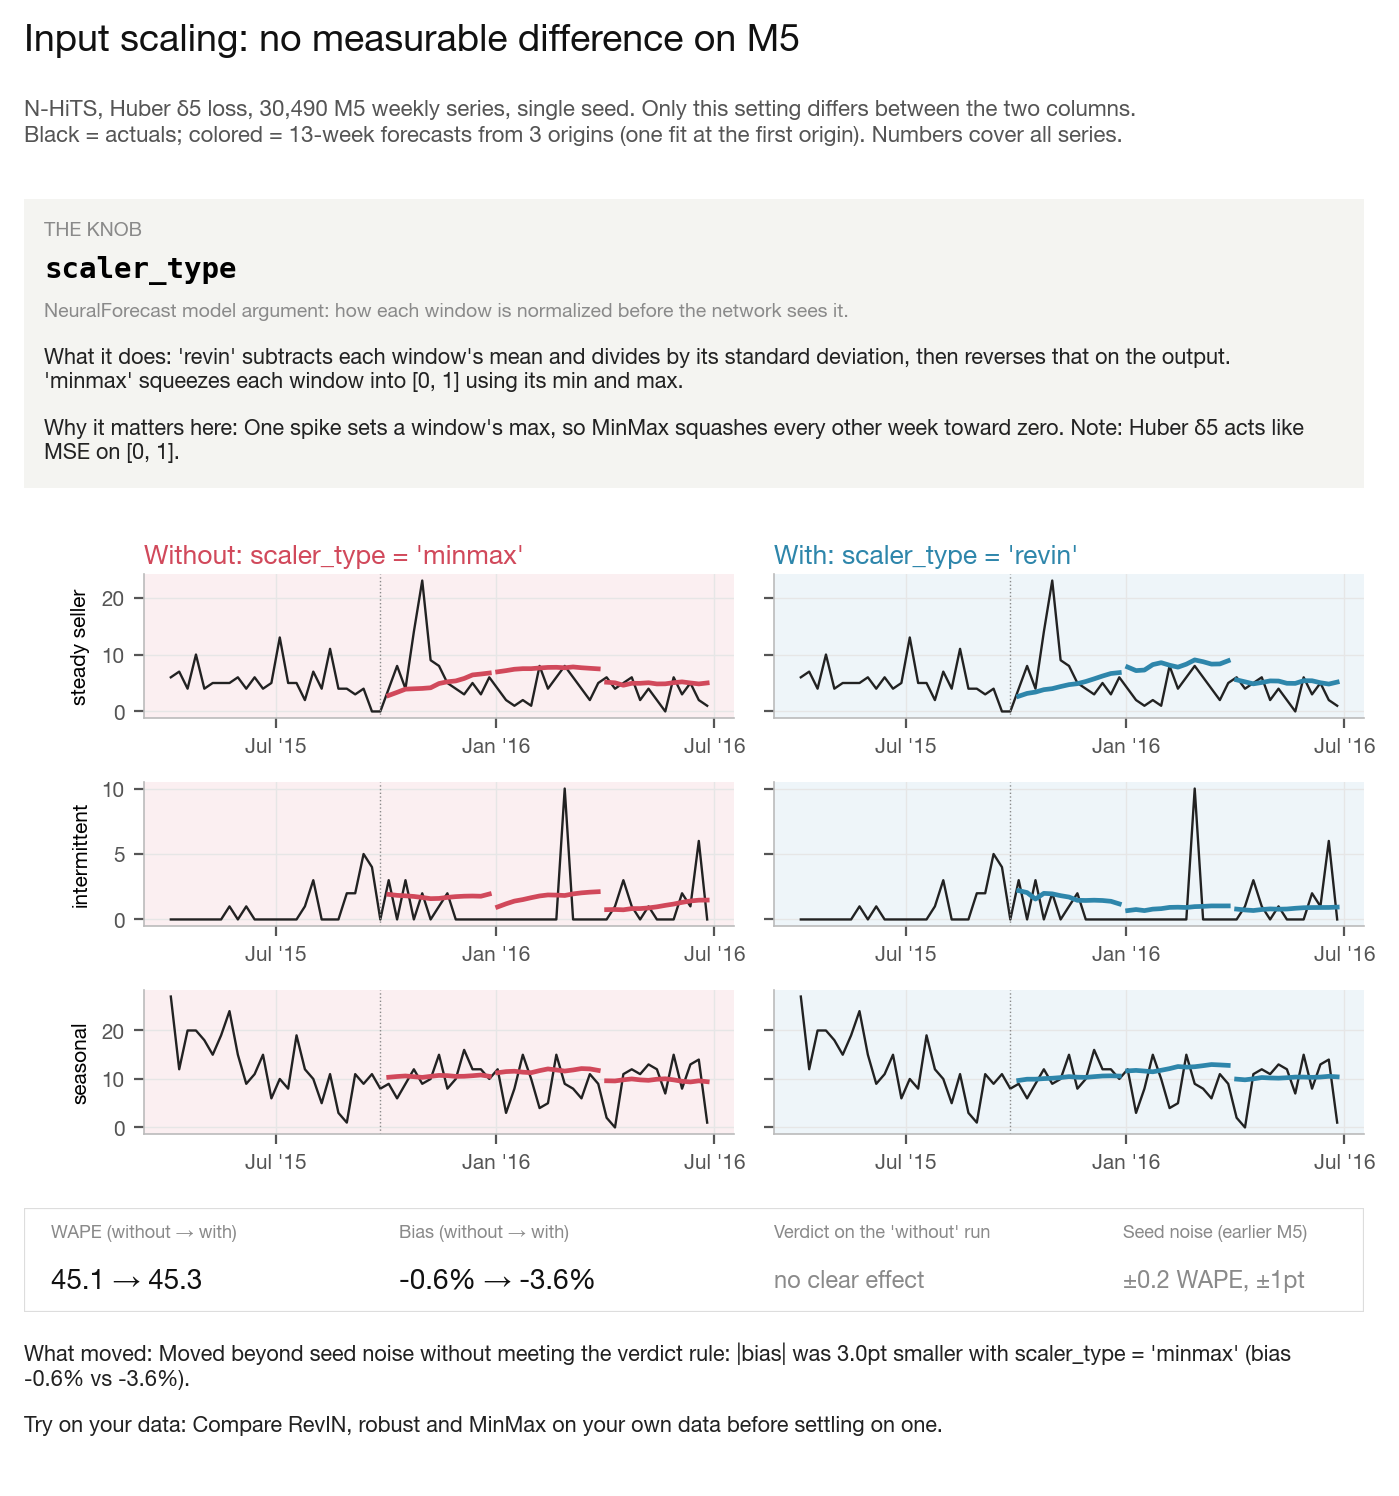 Input scaling: no measurable difference on M5
N-HiTS, Huber δ5 loss, 30,490 M5 weekly series, single seed. Only this setting differs between the two columns.
Black = actuals; colored = 13-week forecasts from 3 origins (one fit at the first origin). Numbers cover all series.
THE KNOB
scaler_type
NeuralForecast model argument: how each window is normalized before the network sees it.
What it does: 'revin' subtracts each window's mean and divides by its standard deviation, then reverses that on the output.
'minmax' squeezes each window into [0, 1] using its min and max.
Why it matters here: One spike sets a window's max, so MinMax squashes every other week toward zero. Note: Huber δ5 acts like
MSE on [0, 1].
Without: scaler_type = 'minmax'
With: scaler_type = 'revin'
steady seller
20
10
0
Jul '15
Jan '16
Jul '16
Jul '15
Jan '16
Jul '16
intermittent
10
5
0
Jul '15
Jan '16
Jul '16
Jul '15
Jan '16
Jul '16
seasonal
20
10
0
Jul '15
Jan '16
Jul '16
Jul '15
Jan '16
Jul '16
WAPE (without → with)
45.1 → 45.3
Bias (without → with)
-0.6% → -3.6%
Verdict on the 'without' run
no clear effect
Seed noise (earlier M5)
±0.2 WAPE, ±1pt
What moved: Moved beyond seed noise without meeting the verdict rule: |bias| was 3.0pt smaller with scaler_type = 'minmax' (bias
-0.6% vs -3.6%).
Try on your data: Compare RevIN, robust and MinMax on your own data before settling on one.